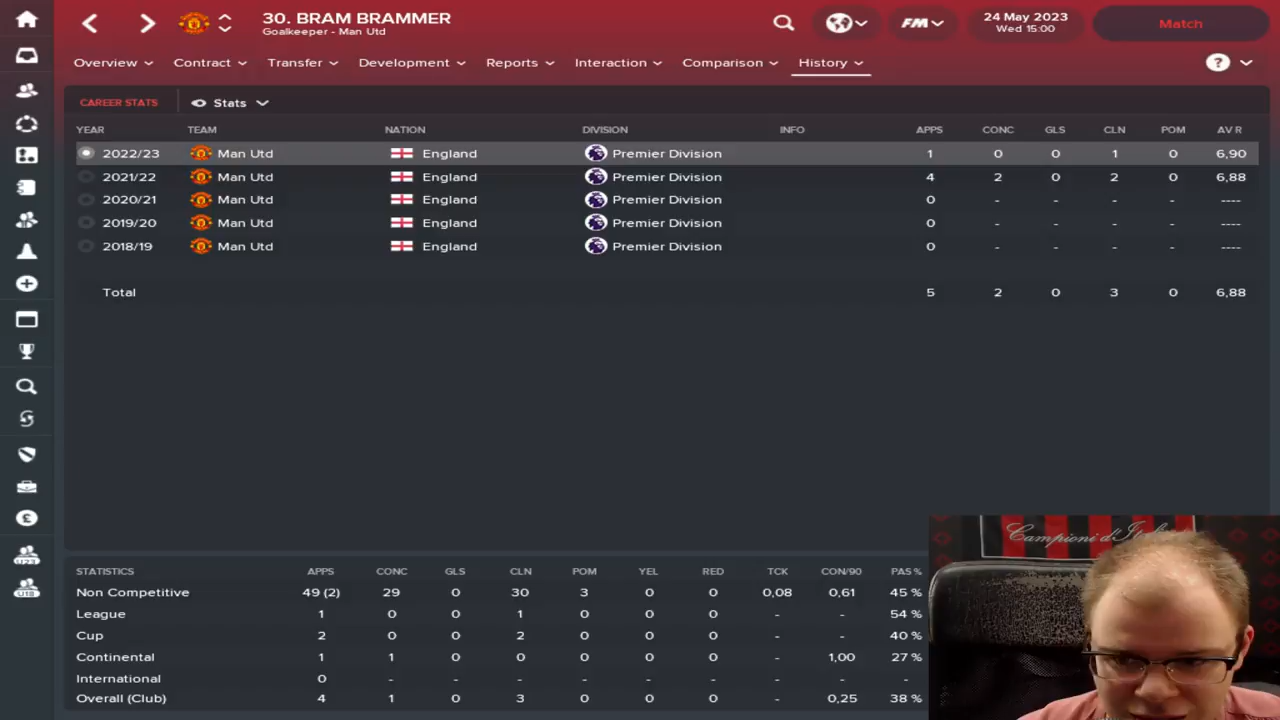 30. BRAM BRAMMER
Goalkeeper - Man Utd
FM
24 May 2023
Wed 15:00
Match
Overview Contract Transfer Development Reports Interaction Comparison History ?
CAREER STATS Stats
YEAR TEAM NATION DIVISION INFO APPS CONC GLS CLN POM AV R
2022/23 Man Utd England Premier Division 1 0 0 1 0 6,90
2021/22 Man Utd England Premier Division 4 2 0 2 0 6,88
2020/21 Man Utd England Premier Division 0 - - - - ----
2019/20 Man Utd England Premier Division 0 - - - - ----
2018/19 Man Utd England Premier Division 0 - - - - ----
Total 5 2 0 3 0 6,88
STATISTICS APPS CONC GLS CLN POM YEL RED TCK CON/90 PAS %
Non Competitive 49 (2) 29 0 30 3 0 0 0,08 0,61 45 %
League 1 0 0 1 0 0 0 - - 54 %
Cup 2 0 0 2 0 0 0 - - 40 %
Continental 1 1 0 0 0 0 0 - 1,00 27 %
International 0 - - - - - - - - -
Overall (Club) 4 1 0 3 0 0 0 - 0,25 38 %
U23
U18
Campioni d'Italia